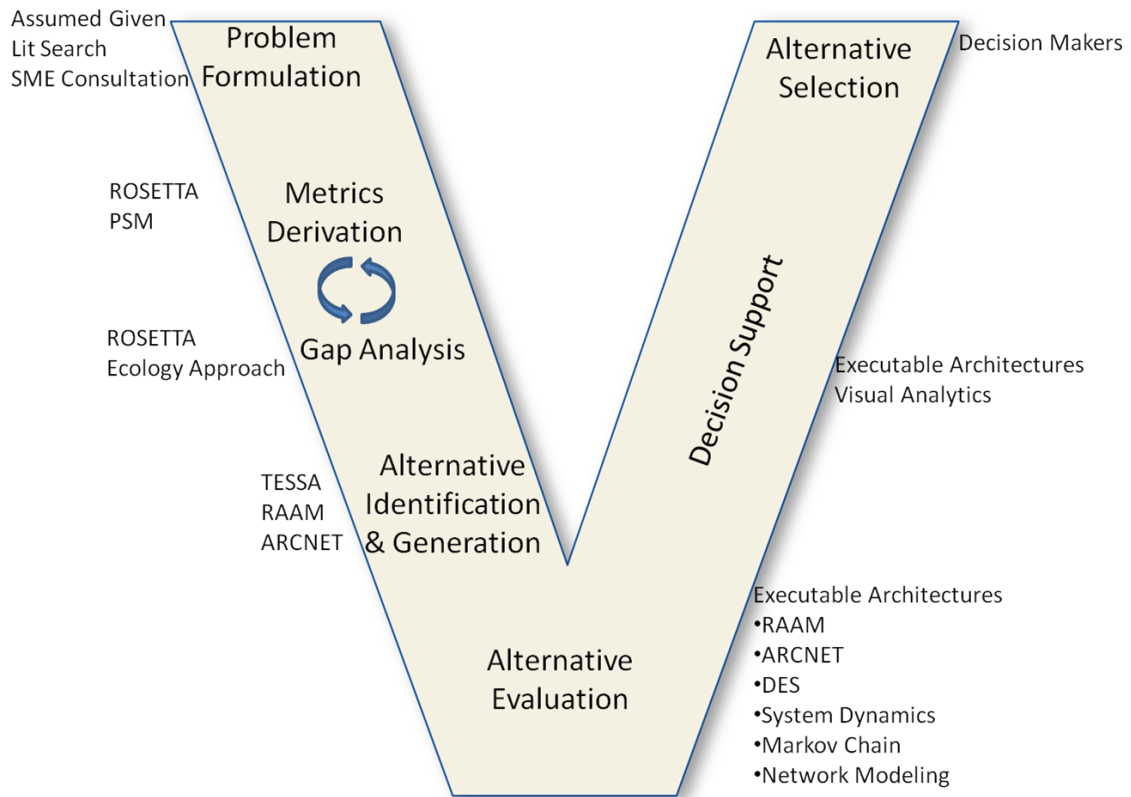 Assumed Given
Lit Search
SME Consultation
Problem
Formulation
ROSETTA
PSM
Metrics
Derivation
ROSETTA
Ecology Approach
Gap Analysis
TESSA
RAAM
ARCNET
Alternative
Identification
& Generation
Alternative
Evaluation
Executable Architectures
•RAAM
•ARCNET
•DES
•System Dynamics
•Markov Chain
•Network Modeling
Decision Support
Executable Architectures
Visual Analytics
Alternative
Selection
Decision Makers